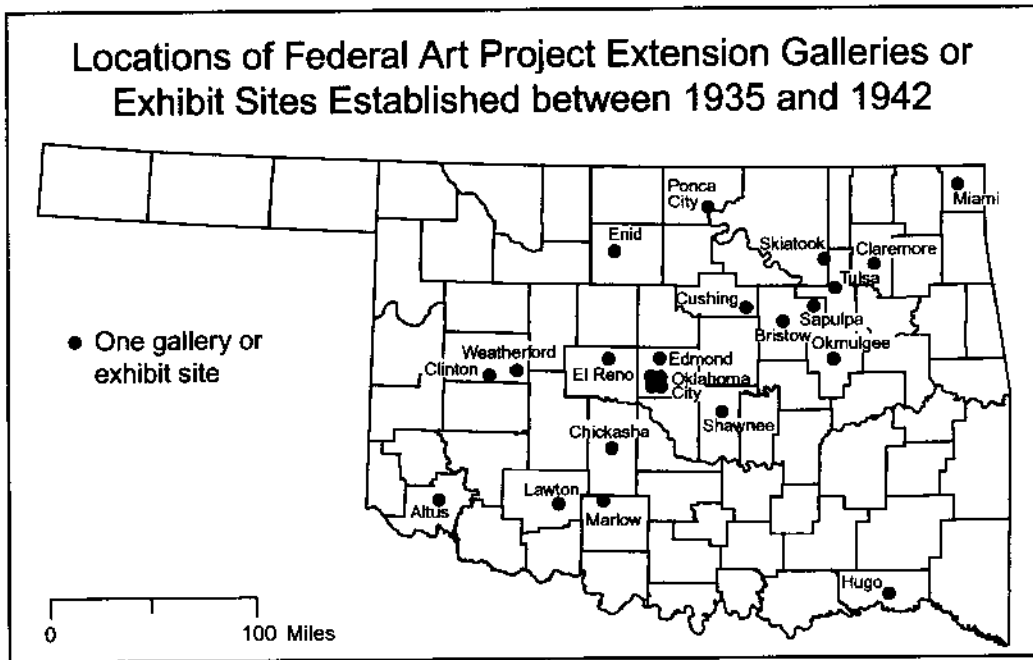 Locations of Federal Art Project Extension Galleries or
Exhibit Sites Established between 1935 and 1942
Ponca
City
Miami
Enid
Skiatook
Claremore
Tulsa
Cushing
Sapulpa
Bristow
Okmulgee
One gallery or
exhibit site
Weatherford
Clinton
El Reno
Edmond
Oklahoma
City
Shawnee
Chickasha
Lawton
Altus
Marlow
Hugo
0
100 Miles